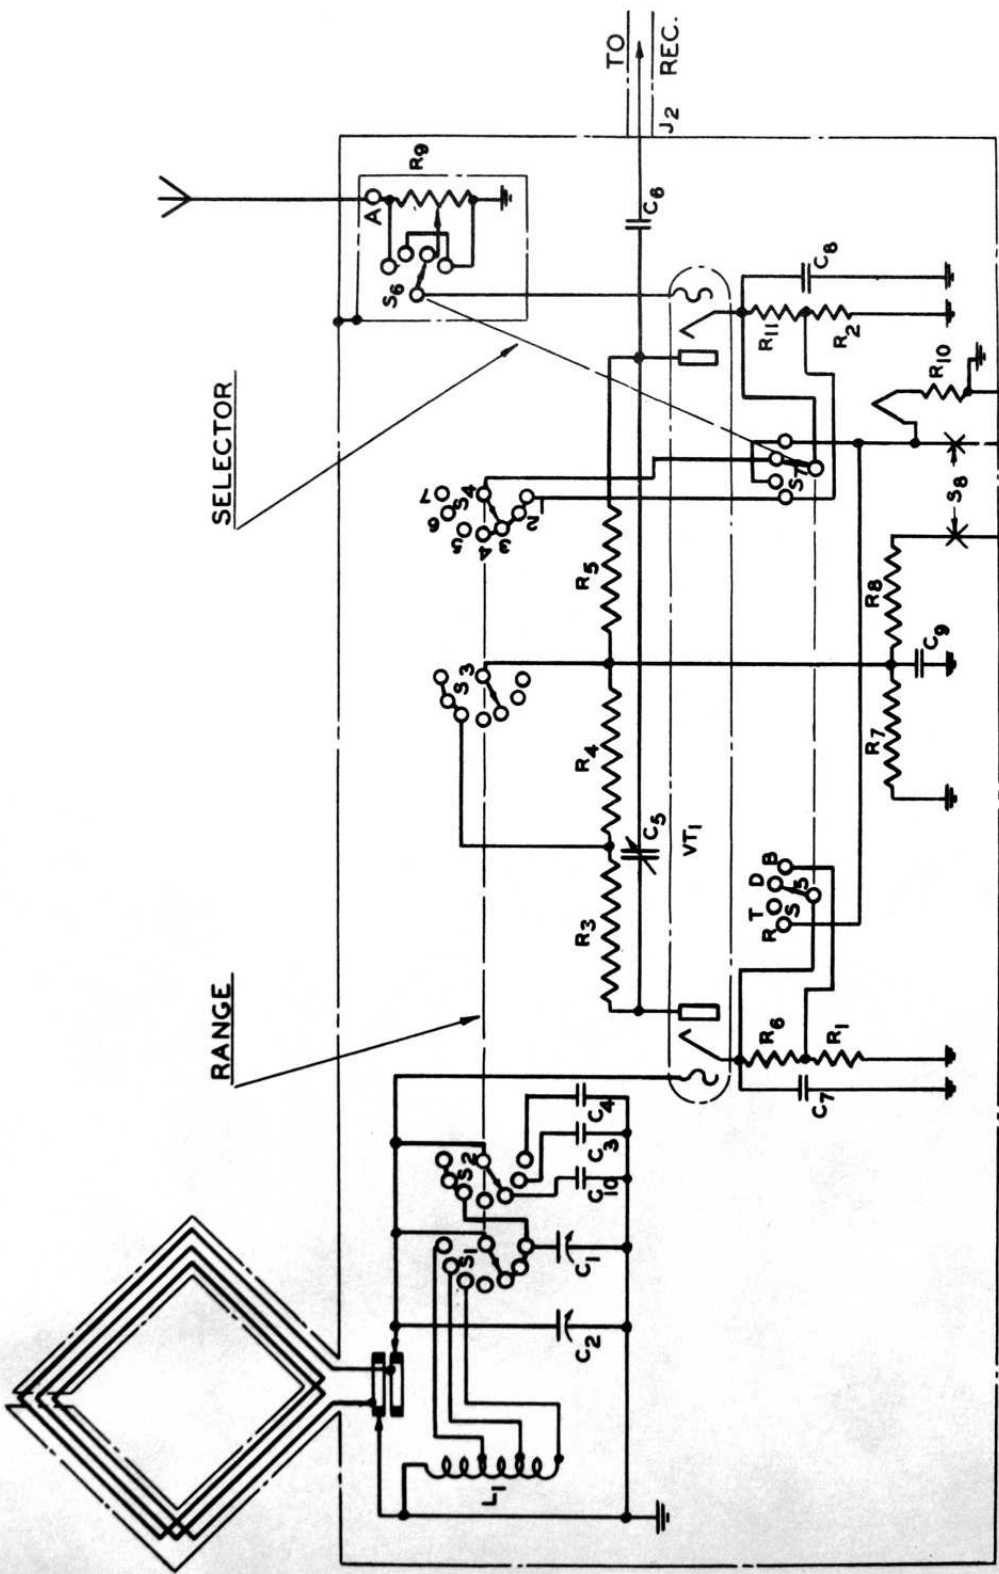 TO
REC.
J2
A
R9
S6
C6
SELECTOR
7
6
5
4
3
2
1
S4
S3
R5
R4
R3
C5
VT1
RANGE
R11
R2
C8
R10
S7
S8
R8
C9
R7
R
T
D
B
S5
R6
R1
C7
S2
S1
C4
C3
C10
C1
C2
L1